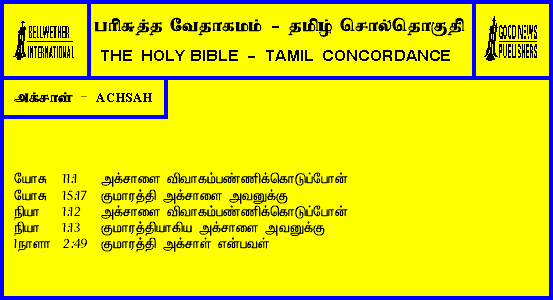 BELLWETHER
INTERNATIONAL
பரிசுத்த வேதாகமம் - தமிழ் சொல்தொகுதி
THE HOLY BIBLE - TAMIL CONCORDANCE
GOOD NEWS
PUBLISHERS
அக்சாள் - ACHSAH
யோசு 11:1 அக்சாளை விவாகம்பண்ணிக்கொடுப்போன்
யோசு 15:17 குமாரத்தி அக்சாளை அவனுக்கு
நியா 1:12 அக்சாளை விவாகம்பண்ணிக்கொடுப்போன்
நியா 1:13 குமாரத்தியாகிய அக்சாளை அவனுக்கு
1நாளா 2:49 குமாரத்தி அக்சாள் என்பவள்